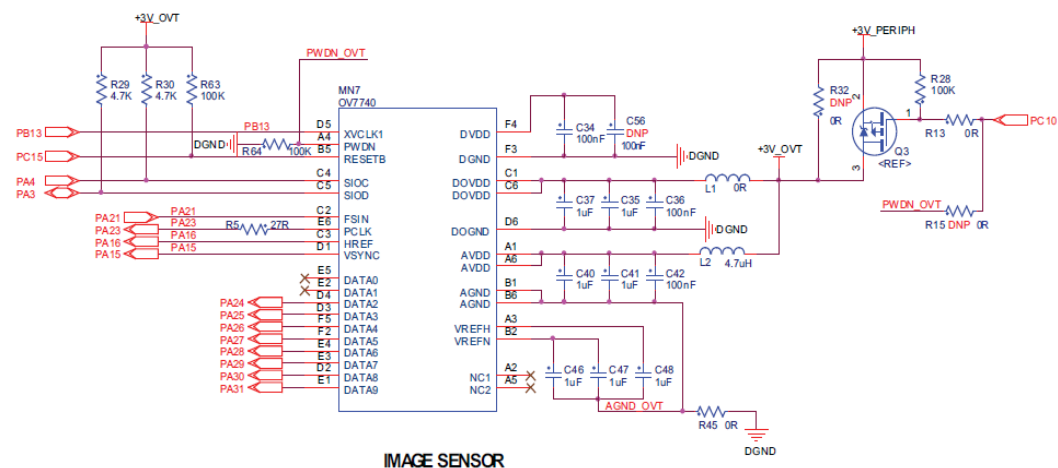 +3V_OVT
+3V_PERIPH
PWDN_OVT
R29
4.7K
R30
4.7K
R63
100K
MN7
OV7740
R32
DNP
0R
R28
100K
2
1
3
Q3
<REF>
R13
0R
PC10
PB13
PB13
D5
XVCLK1
A4
PWDN
DGND
R64
100K
PC15
B5
RESETB
PA4
C4
SIOC
PA3
C5
SIOD
PA21
PA21
C2
FSIN
PA23
PA23
R5
27R
E6
PCLK
PA16
PA16
C3
HREF
PA15
PA15
D1
VSYNC
E5
DATA0
E2
DATA1
PA24
D4
DATA2
PA25
D3
DATA3
PA26
F5
DATA4
PA27
F2
DATA5
PA28
E4
DATA6
PA29
E3
DATA7
PA30
D2
DATA8
PA31
E1
DATA9
DVDD
F4
C34
100nF
C56
DNP
100nF
DGND
F3
DGND
+3V_OVT
DOVDD
C1
DOVDD
C6
L1
0R
C37
1uF
C35
1uF
C36
100nF
PWDN_OVT
R15
DNP
0R
DOGND
D6
DGND
AVDD
A1
AVDD
A6
L2
4.7uH
C40
1uF
C41
1uF
C42
100nF
AGND
B1
AGND
B6
VREFH
A3
VREFN
B2
C46
1uF
C47
1uF
C48
1uF
NC1
A2
NC2
A5
AGND_OVT
R45
0R
DGND
IMAGE SENSOR